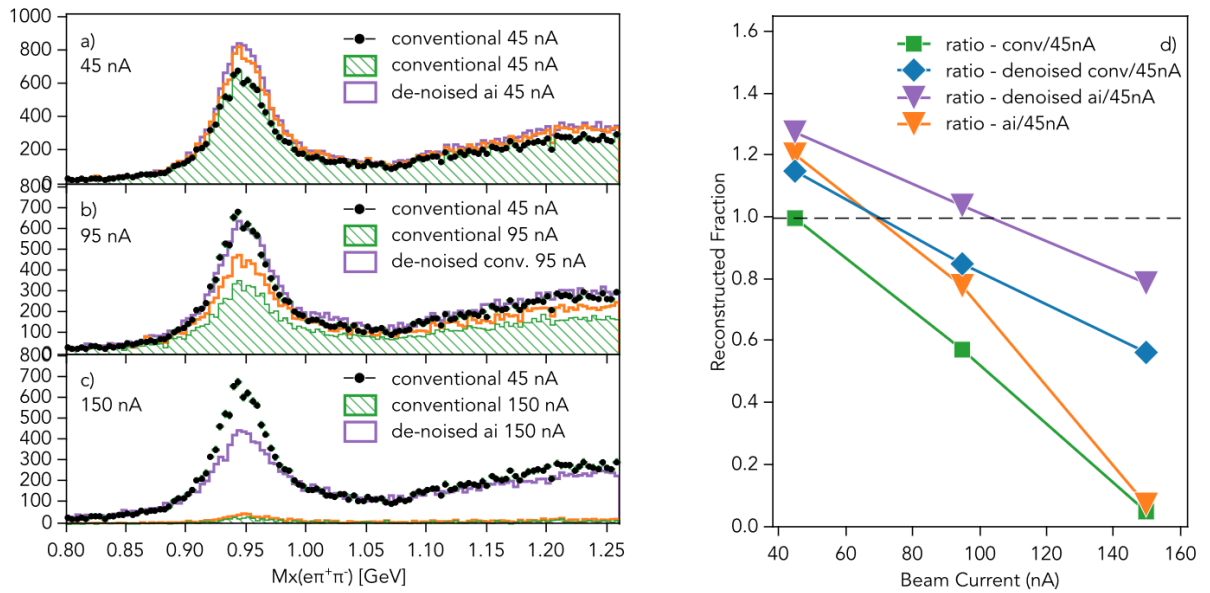 1000
800
600
400
200
0
a)
45 nA
conventional 45 nA
conventional 45 nA
de-noised ai 45 nA
800
700
600
500
400
300
200
100
0
b)
95 nA
conventional 45 nA
conventional 95 nA
de-noised conv. 95 nA
800
700
600
500
400
300
200
100
0
c)
150 nA
conventional 45 nA
conventional 150 nA
de-noised ai 150 nA
0.80 0.85 0.90 0.95 1.00 1.05 1.10 1.15 1.20 1.25
Mx(eπ⁺π⁻) [GeV]
d)
ratio - conv/45nA
ratio - denoised conv/45nA
ratio - denoised ai/45nA
ratio - ai/45nA
Reconstructed Fraction
1.6
1.4
1.2
1.0
0.8
0.6
0.4
0.2
0.0
40 60 80 100 120 140 160
Beam Current (nA)